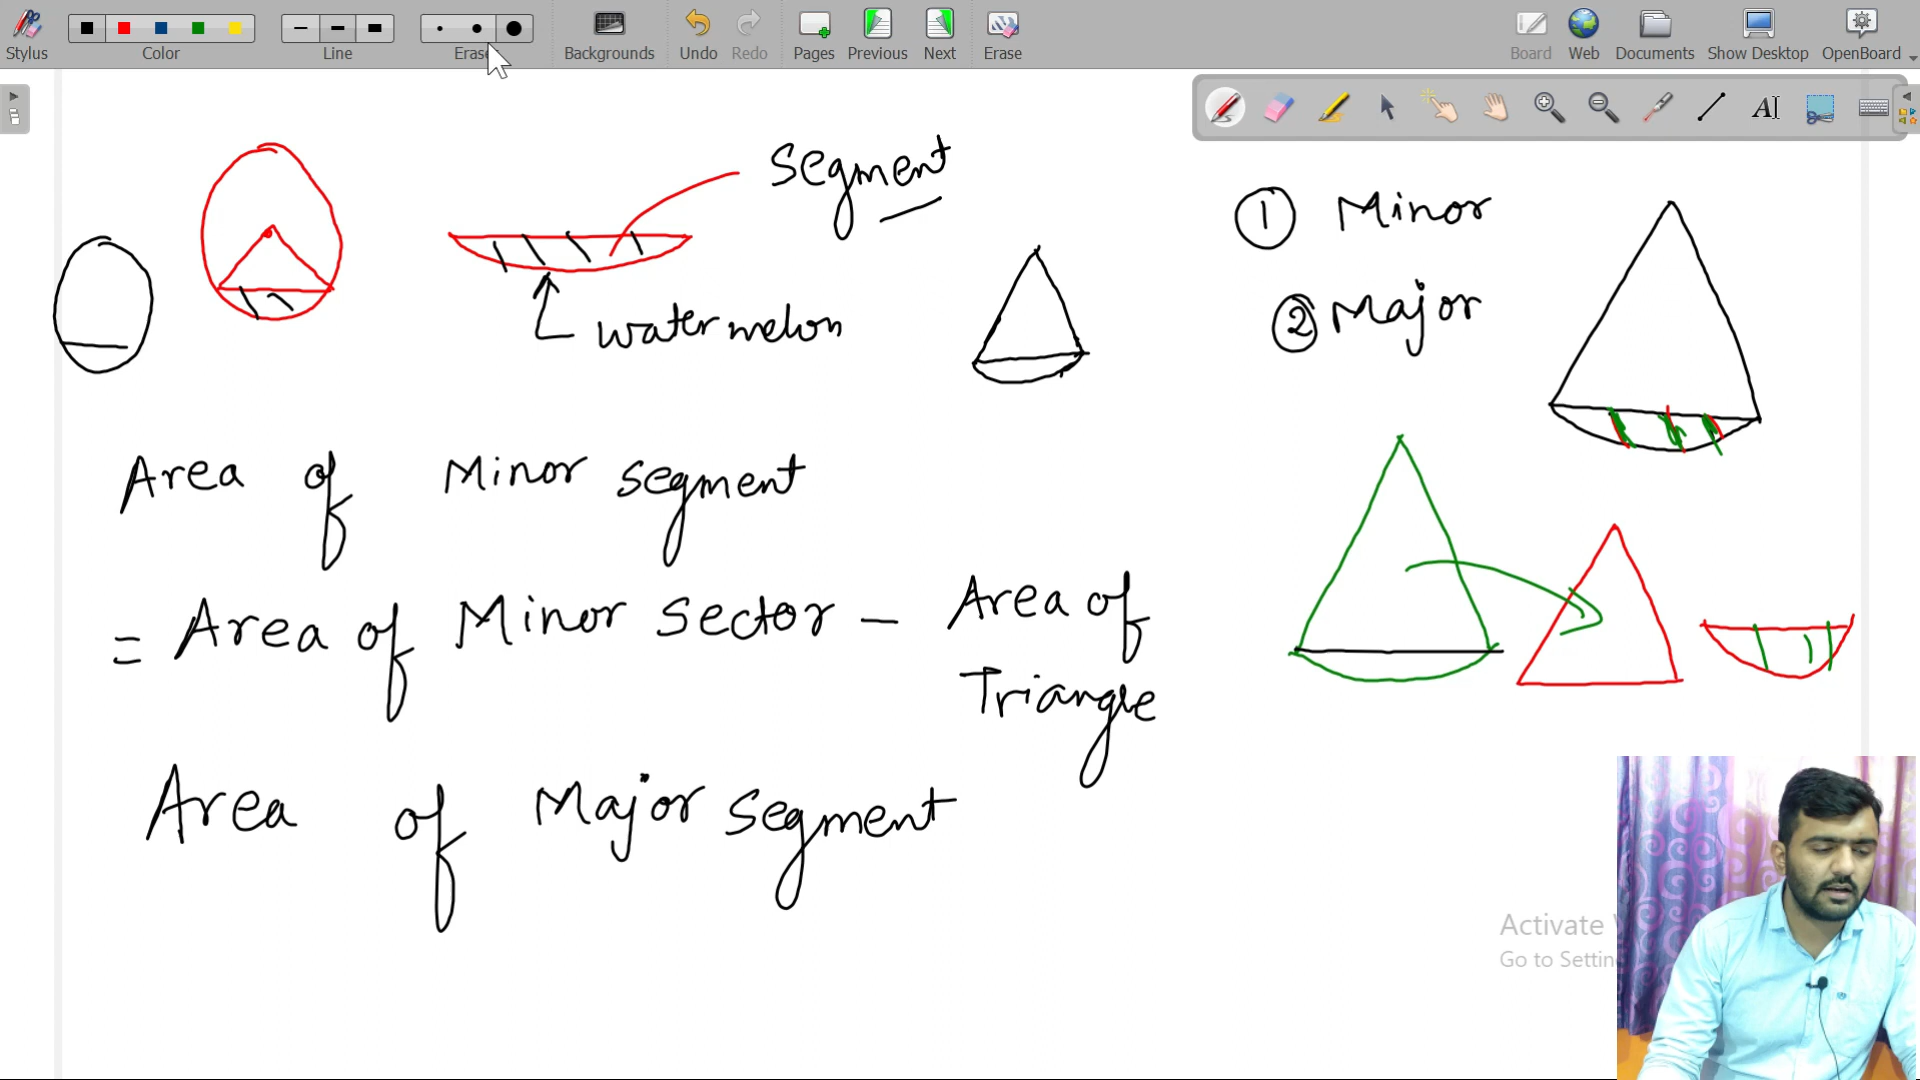 Stylus
Color
Line
Erase
Backgrounds
Undo
Redo
Pages
Previous
Next
Erase
Board
Web
Documents
Show Desktop
OpenBoard
segment
watermelon
① Minor
② Major
Area of Minor segment
= Area of Minor sector - Area of
Triangle
Area of Major segment
Activate
Go to Settin